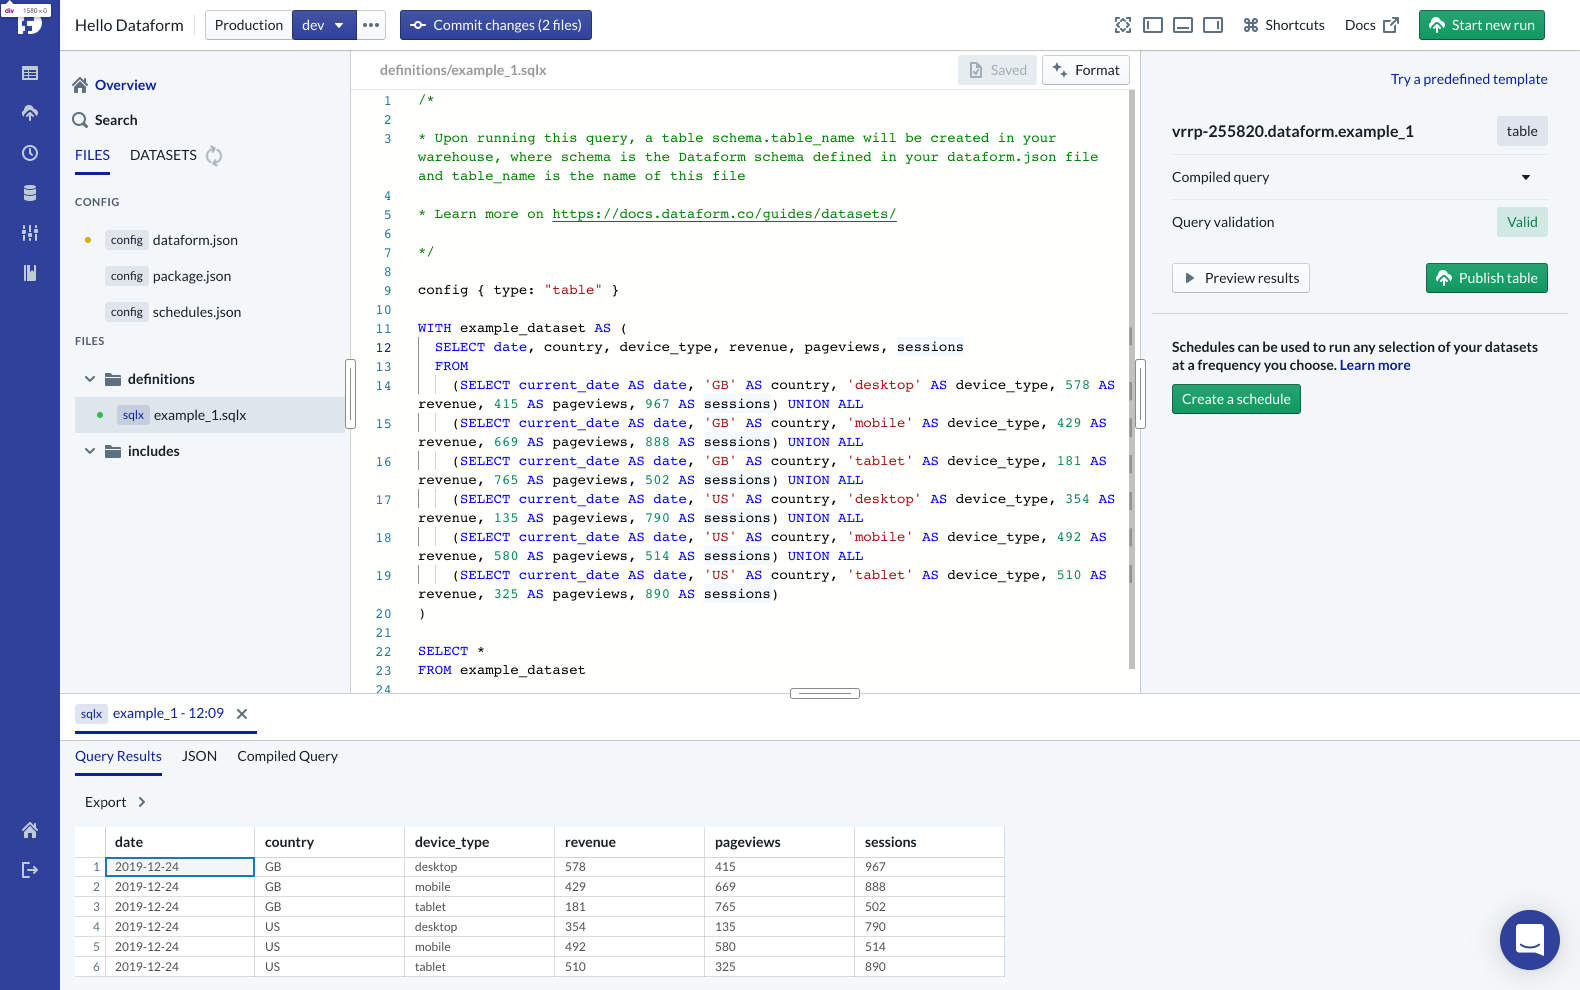 div 1580 × 0
Hello Dataform
Production
dev
Commit changes (2 files)
Shortcuts
Docs
Start new run
Overview
Search
FILES
DATASETS
CONFIG
config dataform.json
config package.json
config schedules.json
FILES
definitions
sqlx example_1.sqlx
includes
definitions/example_1.sqlx
Saved
Format
1 /*
2
3 * Upon running this query, a table schema.table_name will be created in your
warehouse, where schema is the Dataform schema defined in your dataform.json file
and table_name is the name of this file
4
5 * Learn more on https://docs.dataform.co/guides/datasets/
6
7 */
8
9 config { type: "table" }
10
11 WITH example_dataset AS (
12 SELECT date, country, device_type, revenue, pageviews, sessions
13 FROM
14 (SELECT current_date AS date, 'GB' AS country, 'desktop' AS device_type, 578 AS
revenue, 415 AS pageviews, 967 AS sessions) UNION ALL
15 (SELECT current_date AS date, 'GB' AS country, 'mobile' AS device_type, 429 AS
revenue, 669 AS pageviews, 888 AS sessions) UNION ALL
16 (SELECT current_date AS date, 'GB' AS country, 'tablet' AS device_type, 181 AS
revenue, 765 AS pageviews, 502 AS sessions) UNION ALL
17 (SELECT current_date AS date, 'US' AS country, 'desktop' AS device_type, 354 AS
revenue, 135 AS pageviews, 790 AS sessions) UNION ALL
18 (SELECT current_date AS date, 'US' AS country, 'mobile' AS device_type, 492 AS
revenue, 580 AS pageviews, 514 AS sessions) UNION ALL
19 (SELECT current_date AS date, 'US' AS country, 'tablet' AS device_type, 510 AS
revenue, 325 AS pageviews, 890 AS sessions)
20 )
21
22 SELECT *
23 FROM example_dataset
24
Try a predefined template
vrrp-255820.dataform.example_1
table
Compiled query
Query validation
Valid
Preview results
Publish table
Schedules can be used to run any selection of your datasets
at a frequency you choose. Learn more
Create a schedule
sqlx example_1 - 12:09
Query Results
JSON
Compiled Query
Export
date country device_type revenue pageviews sessions
1 2019-12-24 GB desktop 578 415 967
2 2019-12-24 GB mobile 429 669 888
3 2019-12-24 GB tablet 181 765 502
4 2019-12-24 US desktop 354 135 790
5 2019-12-24 US mobile 492 580 514
6 2019-12-24 US tablet 510 325 890